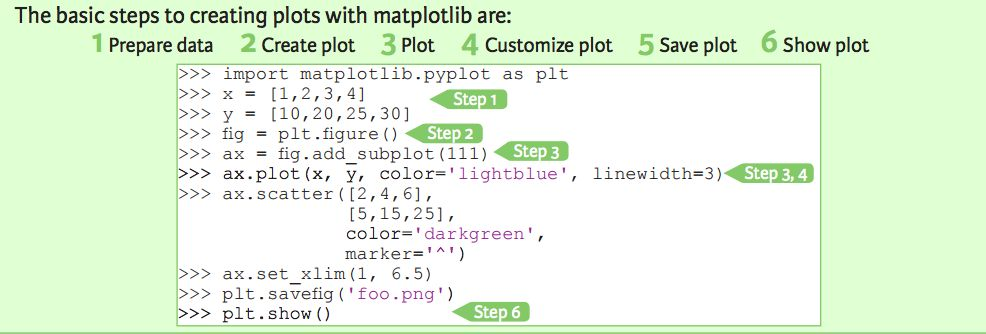 The basic steps to creating plots with matplotlib are:
1 Prepare data 2 Create plot 3 Plot 4 Customize plot 5 Save plot 6 Show plot
>>> import matplotlib.pyplot as plt
>>> x = [1,2,3,4]
Step 1
>>> y = [10,20,25,30]
>>> fig = plt.figure() Step 2
>>> ax = fig.add_subplot(111) Step 3
>>> ax.plot(x, y, color='lightblue', linewidth=3) Step 3, 4
>>> ax.scatter([2,4,6],
[5,15,25],
color='darkgreen',
marker='^')
>>> ax.set_xlim(1, 6.5)
>>> plt.savefig('foo.png')
>>> plt.show() Step 6